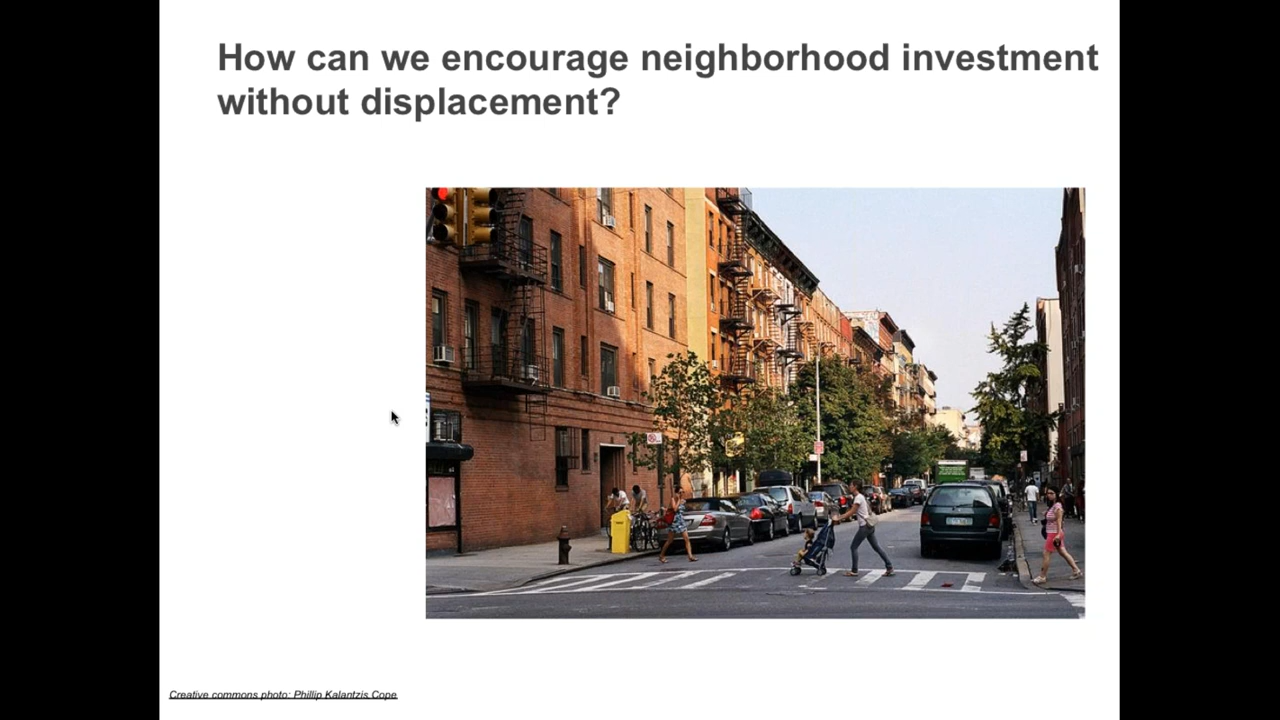 How can we encourage neighborhood investment
without displacement?
Creative commons photo: Phillip Kalantzis Cope